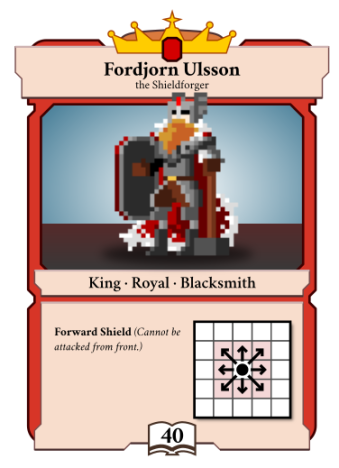 Fordjorn Ulsson
the Shieldforger
King · Royal · Blacksmith
Forward Shield (Cannot be
attacked from front.)
40